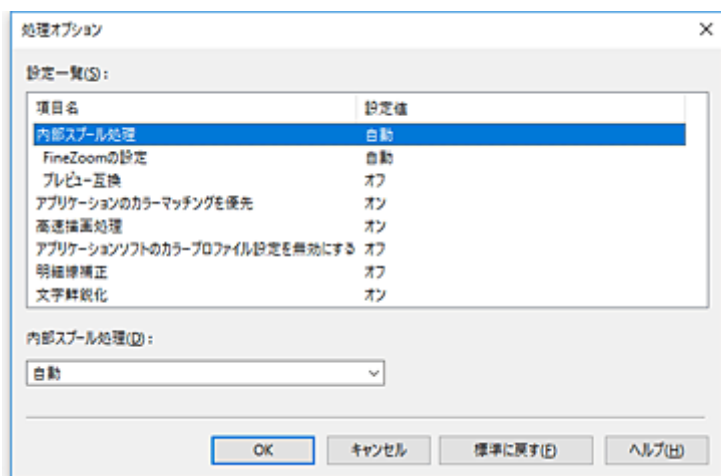 処理オプション
設定一覧(S):
項目名 設定値
内部スプール処理 自動
FineZoomの設定 自動
プレビュー互換 オフ
アプリケーションのカラーマッチングを優先 オン
高速描画処理 オン
アプリケーションソフトのカラープロファイル設定を無効にする オフ
明細線補正 オフ
文字鮮鋭化 オン
内部スプール処理(D):
自動
OK キャンセル 標準に戻す(F) ヘルプ(H)